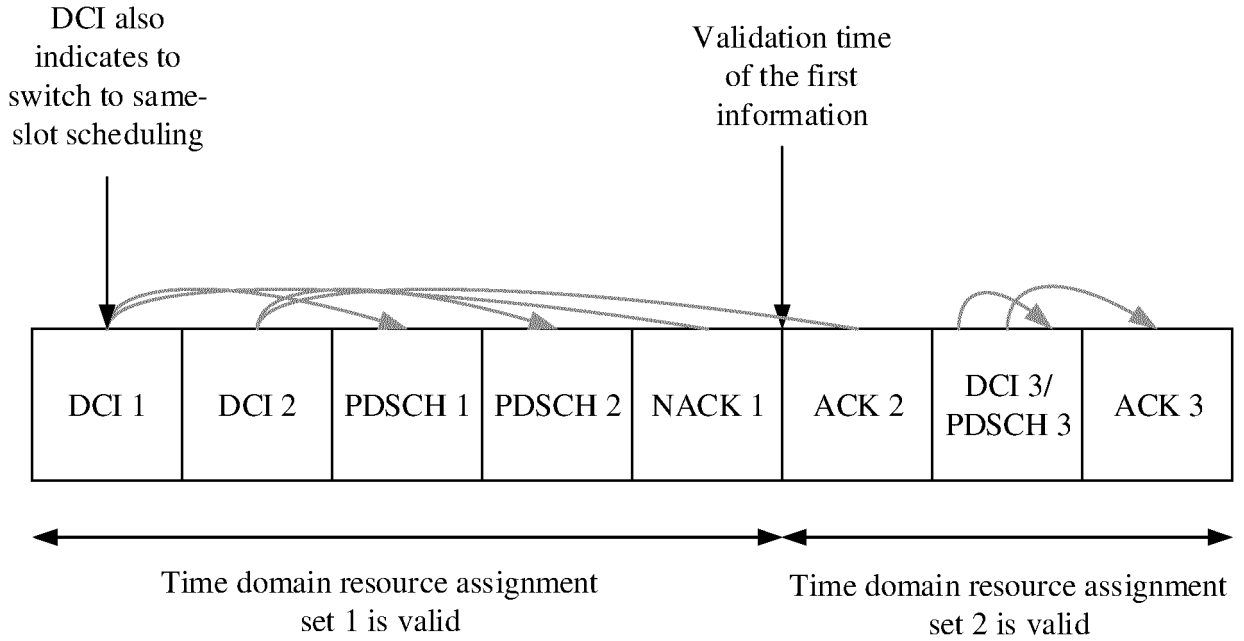 DCI also
indicates to
switch to same-
slot scheduling
Validation time
of the first
information
DCI 1
DCI 2
PDSCH 1
PDSCH 2
NACK 1
ACK 2
DCI 3/
PDSCH 3
ACK 3
Time domain resource assignment
set 1 is valid
Time domain resource assignment
set 2 is valid